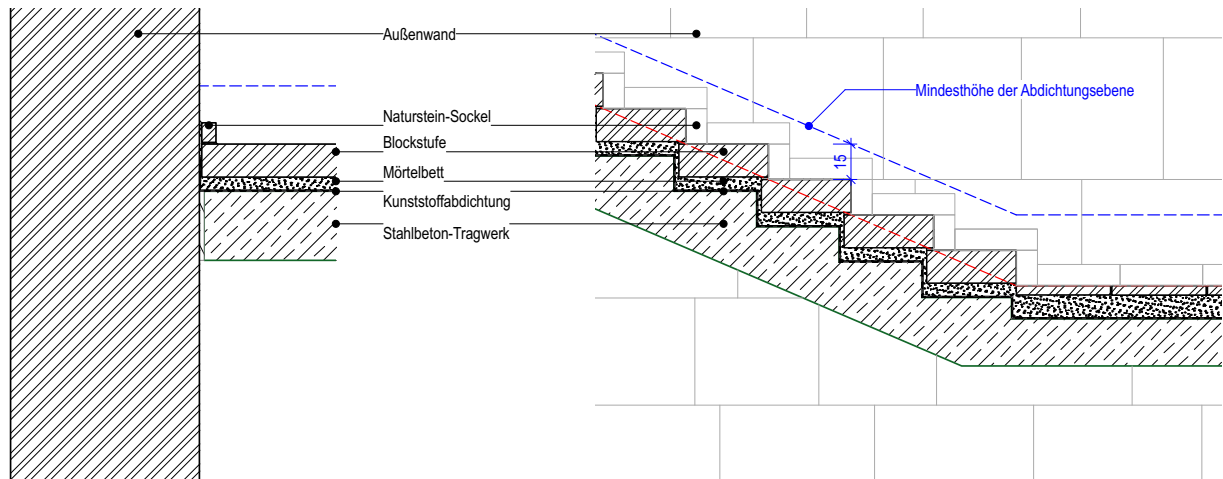 Außenwand
Mindesthöhe der Abdichtungsebene
Naturstein-Sockel
Blockstufe
15
Mörtelbett
Kunststoffabdichtung
Stahlbeton-Tragwerk